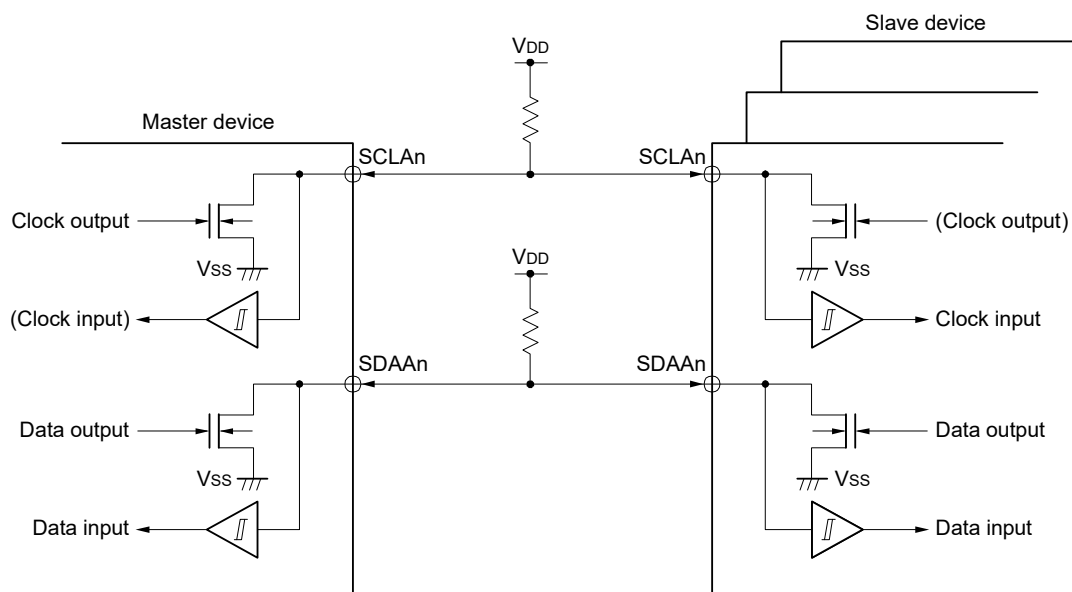 Slave device
VDD
Master device
SCLAn
SCLAn
Clock output
(Clock output)
VSS
VSS
VDD
(Clock input)
Clock input
SDAAn
SDAAn
Data output
Data output
VSS
VSS
Data input
Data input